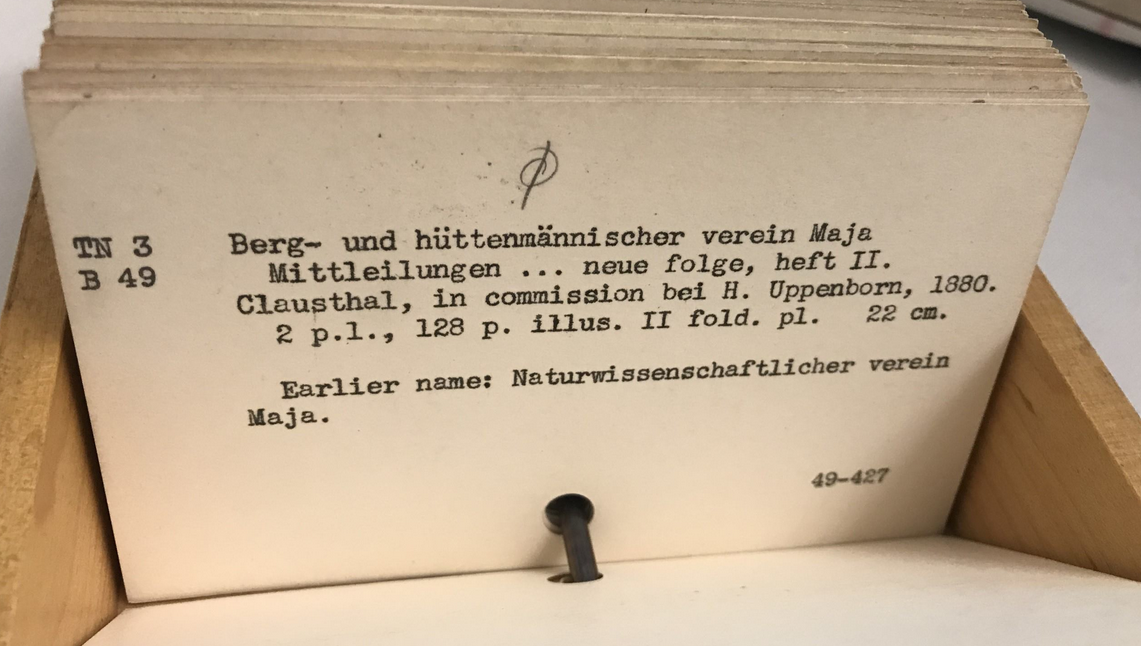 TN 3 Berg- und hüttenmännischer verein Maja
B 49 Mittleilungen ... neue folge, heft II.
Clausthal, in commission bei H. Uppenborn, 1880.
2 p.l., 128 p. illus. II fold. pl. 22 cm.
Earlier name: Naturwissenschaftlicher verein
Maja.
49-427